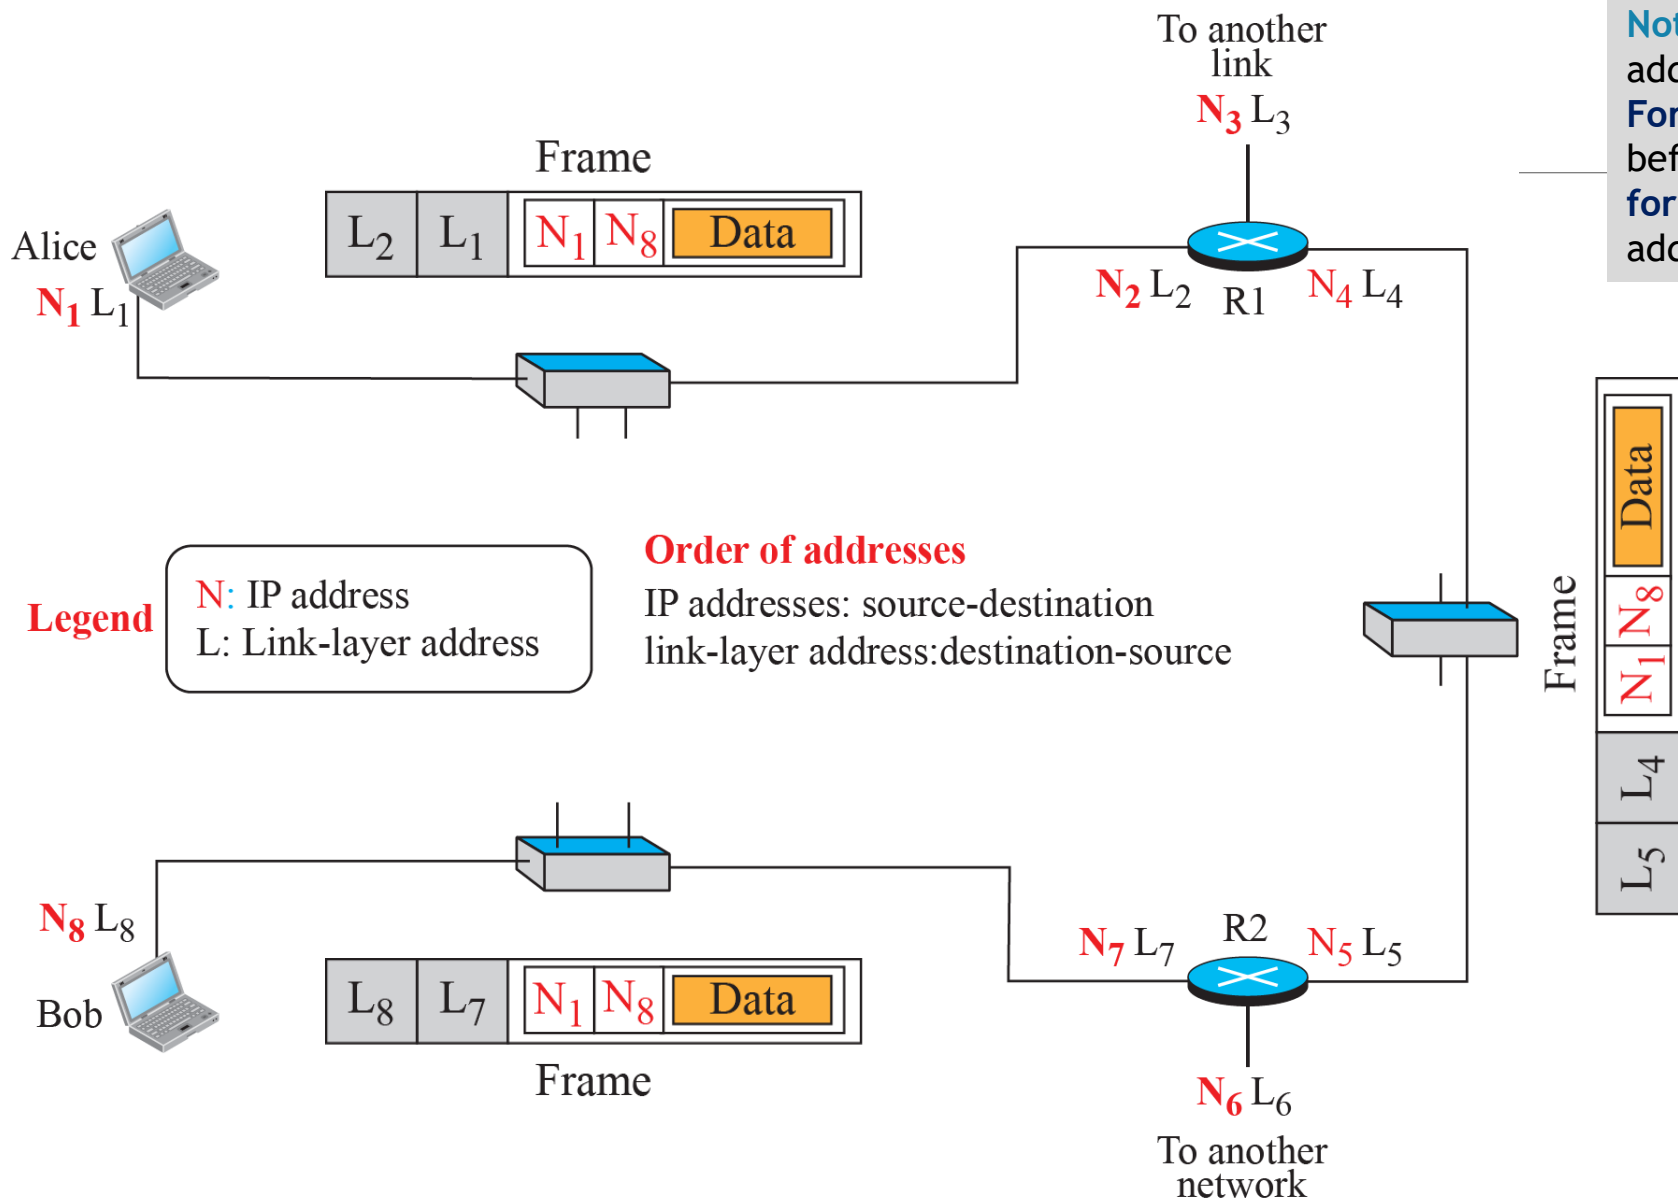 To another
link
N3 L3
Frame
L2 L1 N1 N8 Data
Alice
N1 L1
N2 L2 R1 N4 L4
Data
N8
N1
L4
L5
Frame
Legend
N: IP address
L: Link-layer address
Order of addresses
IP addresses: source-destination
link-layer address:destination-source
N8 L8
Bob
L8 L7 N1 N8 Data
Frame
N7 L7 R2 N5 L5
N6 L6
To another
network